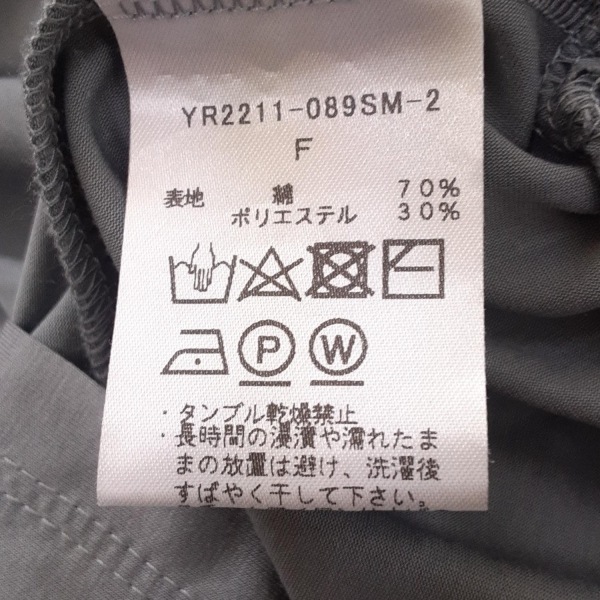 YR2211-089SM-2
F
表地 綿 70%
ポリエステル 30%
P W
・タンブル乾燥禁止
・長時間の浸漬や濡れたま
まの放置は避け、洗濯後
すばやく干して下さい。